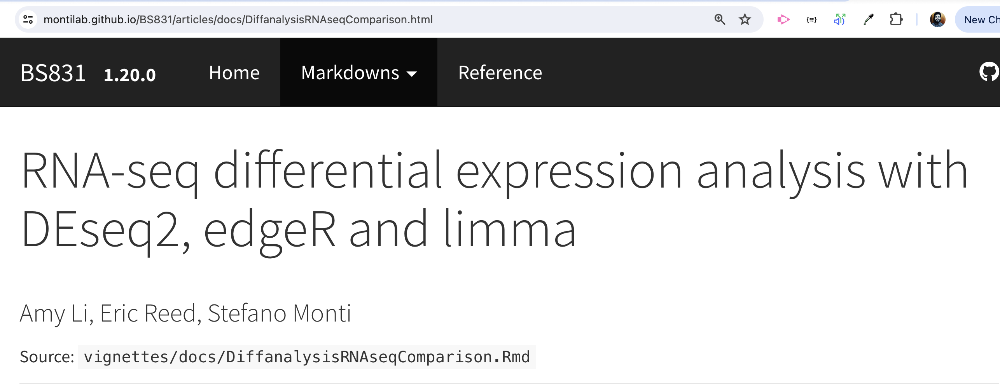 montilab.github.io/BS831/articles/docs/DiffanalysisRNAseqComparison.html
New Ch
BS831 1.20.0 Home Markdowns Reference
RNA-seq differential expression analysis with
DEseq2, edgeR and limma
Amy Li, Eric Reed, Stefano Monti
Source: vignettes/docs/DiffanalysisRNAseqComparison.Rmd